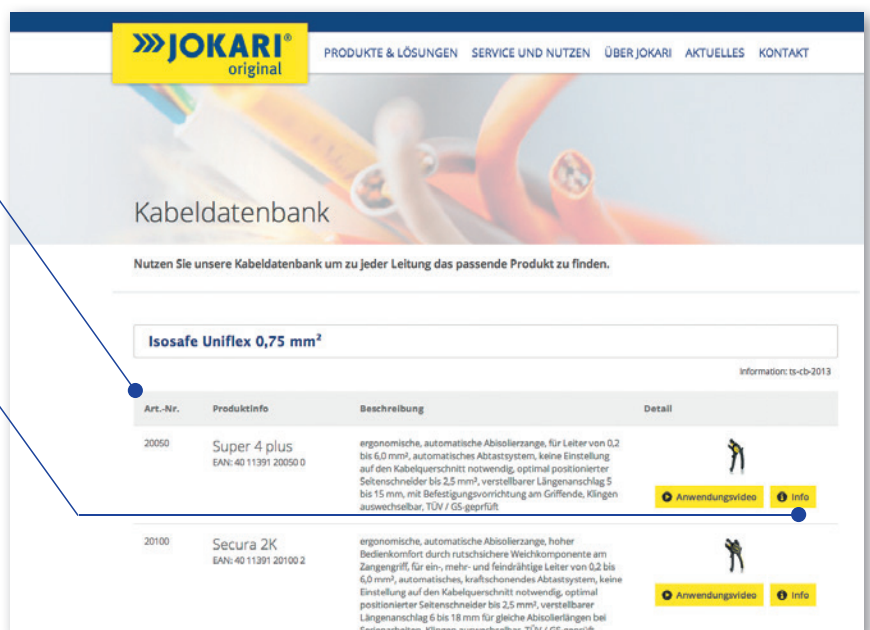 JOKARI®
original
PRODUKTE & LÖSUNGEN SERVICE UND NUTZEN ÜBER JOKARI AKTUELLES KONTAKT
Kabeldatenbank
Nutzen Sie unsere Kabeldatenbank um zu jeder Leitung das passende Produkt zu finden.
Isosafe Uniflex 0,75 mm²
Information: ts-cb-2013
Art.-Nr. Produktinfo Beschreibung Detail
20050
Super 4 plus
EAN: 40 11391 20050 0
ergonomische, automatische Abisolierzange, für Leiter von 0,2
bis 6,0 mm², automatisches Abtastsystem, keine Einstellung
auf den Kabelquerschnitt notwendig, optimal positionierter
Seitenschneider bis 2,5 mm², verstellbarer Längenanschlag 5
bis 15 mm, mit Befestigungsvorrichtung am Griffende, Klingen
auswechselbar, TÜV / GS-geprüft
Anwendungsvideo Info
20100
Secura 2K
EAN: 40 11391 20100 2
ergonomische, automatische Abisolierzange, hoher
Bedienkomfort durch rutschsichere Weichkomponente am
Zangengriff, für ein-, mehr- und feindrähtige Leiter von 0,2 bis
6,0 mm², automatisches, kraftschonendes Abtastsystem, keine
Einstellung auf den Kabelquerschnitt notwendig, optimal
positionierter Seitenschneider bis 2,5 mm², verstellbarer
Längenanschlag 6 bis 18 mm für gleiche Abisolierlängen bei
Anwendungsvideo Info